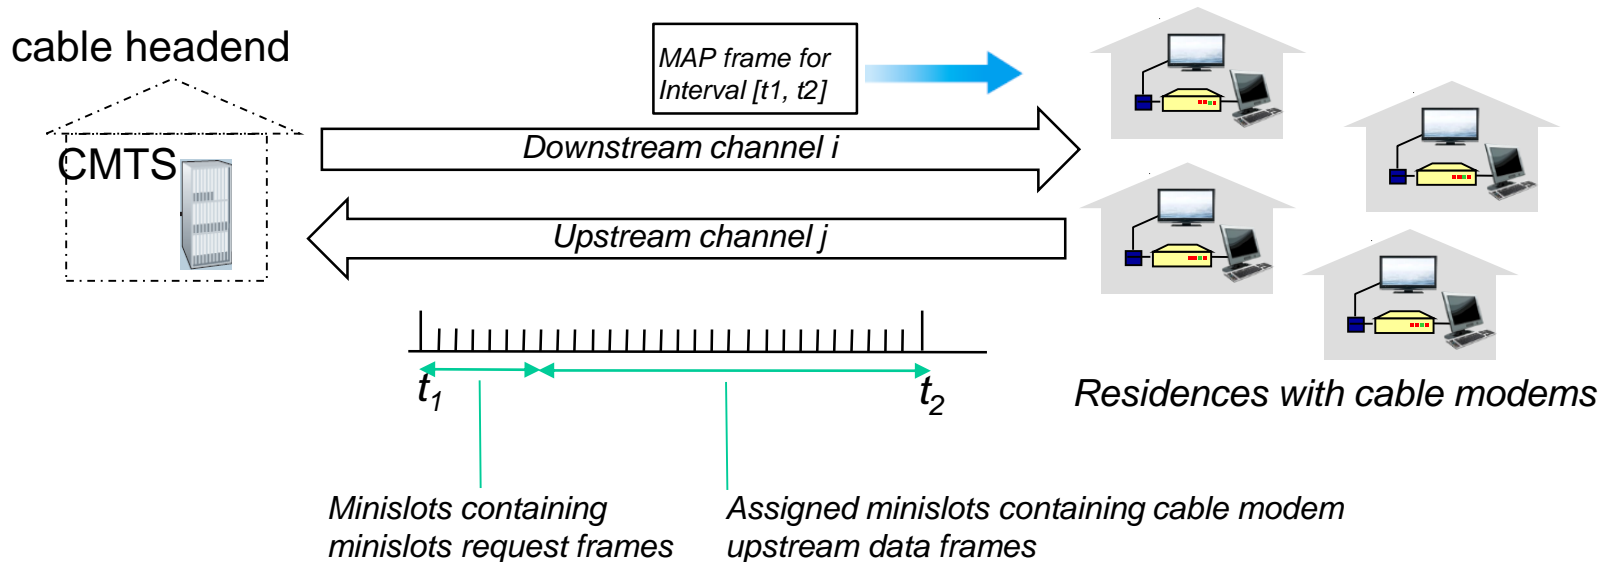 cable headend
MAP frame for
Interval [t1, t2]
CMTS
Downstream channel i
Upstream channel j
t1
t2
Residences with cable modems
Minislots containing
minislots request frames
Assigned minislots containing cable modem
upstream data frames